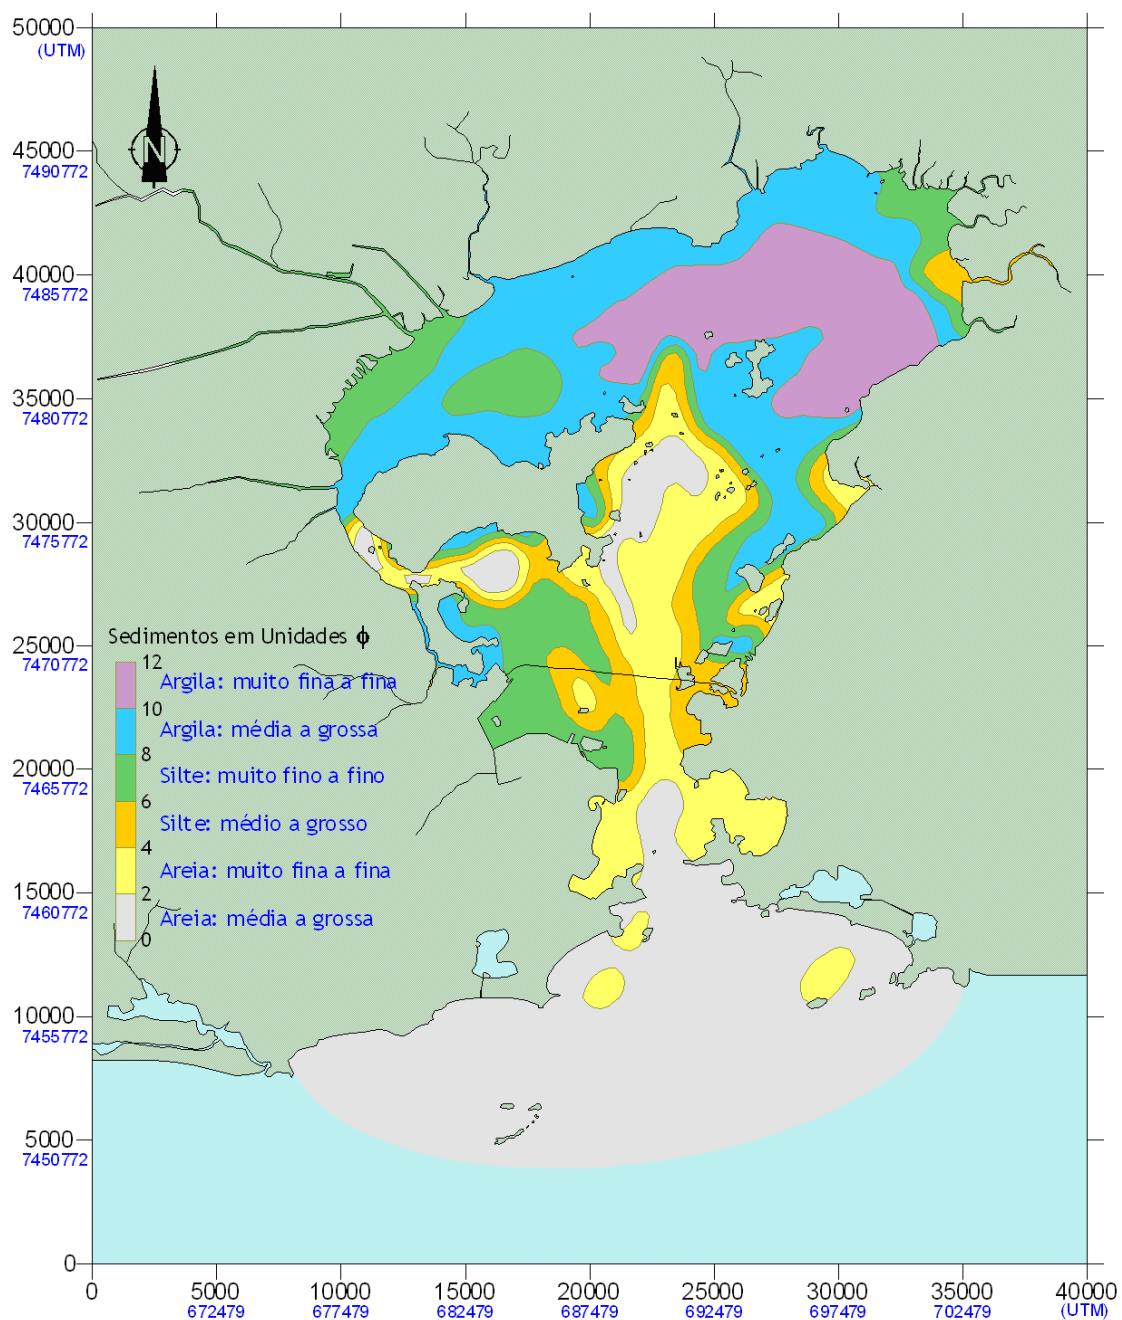 50000
(UTM)
N
45000
7490772
40000
7485772
35000
7480772
30000
7475772
25000
7470772
20000
7465772
15000
7460772
10000
7455772
5000
7450772
0
Sedimentos em Unidades ϕ
12
Argila: muito fina a fina
10
Argila: média a grossa
8
Silte: muito fino a fino
6
Silte: médio a grosso
4
Areia: muito fina a fina
2
Areia: média a grossa
0
0 5000 10000 15000 20000 25000 30000 35000 40000
672479 677479 682479 687479 692479 697479 702479 (UTM)